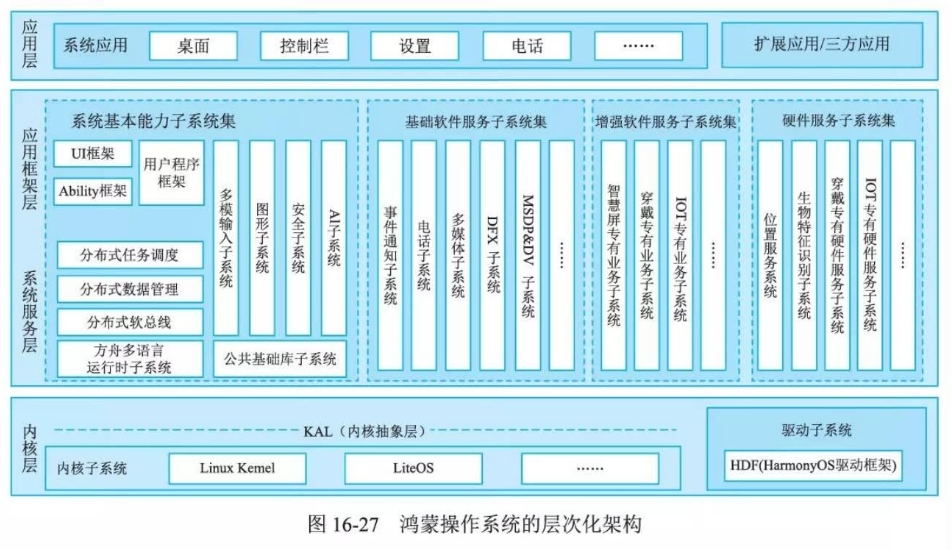 应用层
系统应用
桌面
控制栏
设置
电话
……
扩展应用/三方应用
应用框架层
系统服务层
系统基本能力子系统集
UI框架
Ability框架
用户程序
框架
分布式任务调度
分布式数据管理
分布式软总线
方舟多语言
运行时子系统
多模输入子系统
图形子系统
安全子系统
AI子系统
公共基础库子系统
基础软件服务子系统集
事件通知子系统
电话子系统
多媒体子系统
DFX 子系统
MSDP&DV 子系统
……
增强软件服务子系统集
智慧屏专有业务子系统
穿戴专有业务子系统
IOT 专有业务子系统
……
硬件服务子系统集
位置服务系统
生物特征识别子系统
穿戴专有硬件服务子系统
IOT 专有硬件服务子系统
……
内核层
KAL（内核抽象层）
内核子系统
Linux Kemel
LiteOS
……
驱动子系统
HDF(HarmonyOS驱动框架)
图 16-27 鸿蒙操作系统的层次化架构